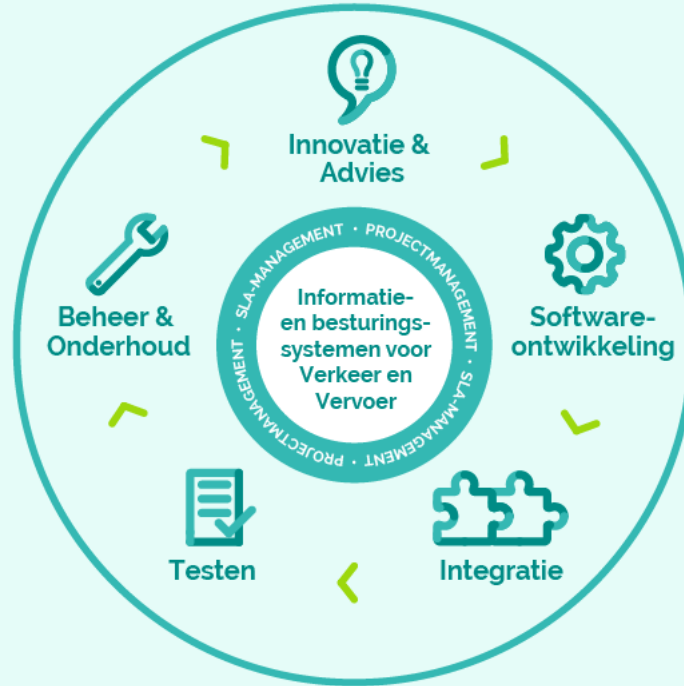 Innovatie &
Advies
Software-
ontwikkeling
Integratie
Testen
Beheer &
Onderhoud
SLA-MANAGEMENT • PROJECTMANAGEMENT • SLA-MANAGEMENT • PROJECTMANAGEMENT •
Informatie-
en besturings-
systemen voor
Verkeer en
Vervoer